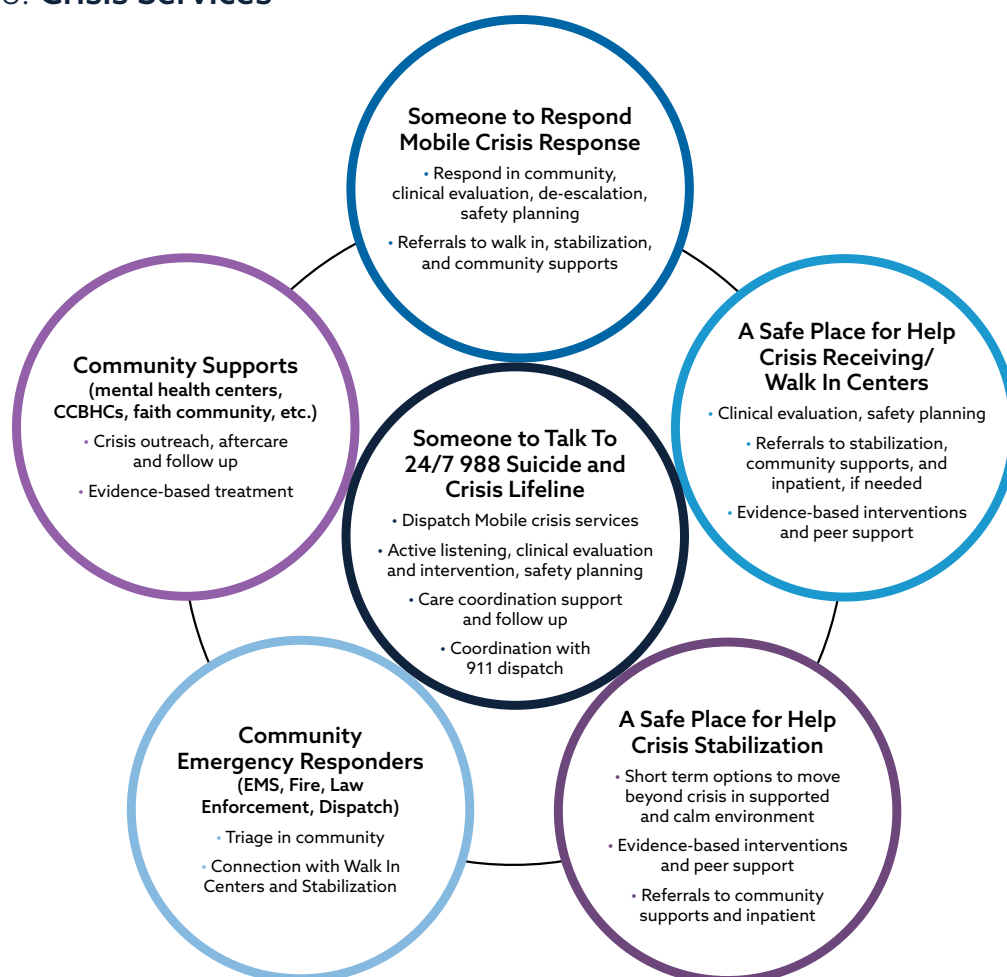 Crisis Services
Someone to Respond
Mobile Crisis Response
• Respond in community,
clinical evaluation, de-escalation,
safety planning
• Referrals to walk in, stabilization,
and community supports
A Safe Place for Help
Crisis Receiving/
Walk In Centers
• Clinical evaluation, safety planning
• Referrals to stabilization,
community supports, and
inpatient, if needed
• Evidence-based interventions
and peer support
Community Supports
(mental health centers,
CCBHCs, faith community, etc.)
• Crisis outreach, aftercare
and follow up
• Evidence-based treatment
Someone to Talk To
24/7 988 Suicide and
Crisis Lifeline
• Dispatch Mobile crisis services
• Active listening, clinical evaluation
and intervention, safety planning
• Care coordination support
and follow up
• Coordination with
911 dispatch
Community
Emergency Responders
(EMS, Fire, Law
Enforcement, Dispatch)
• Triage in community
• Connection with Walk In
Centers and Stabilization
A Safe Place for Help
Crisis Stabilization
• Short term options to move
beyond crisis in supported
and calm environment
• Evidence-based interventions
and peer support
• Referrals to community
supports and inpatient